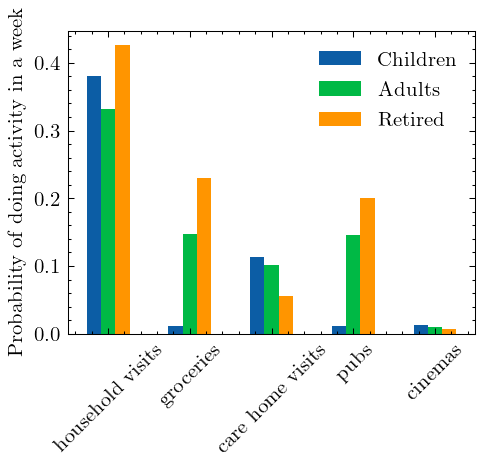 Probability of doing activity in a week
0.4
0.3
0.2
0.1
0.0
Children
Adults
Retired
household visits
groceries
care home visits
pubs
cinemas